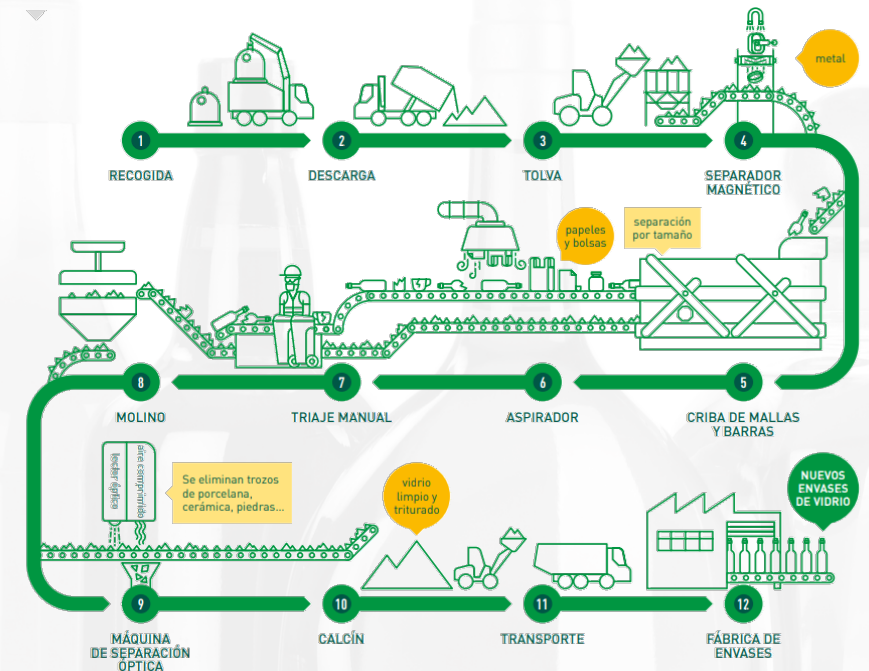 metal
1
2
3
4
RECOGIDA
DESCARGA
TOLVA
SEPARADOR
MAGNÉTICO
papeles
y bolsas
separación
por tamaño
8
7
6
5
MOLINO
TRIAJE MANUAL
ASPIRADOR
CRIBA DE MALLAS
Y BARRAS
lector óptico
aire comprimido
Se eliminan trozos
de porcelana,
cerámica, piedras...
vidrio
limpio y
triturado
NUEVOS
ENVASES
DE VIDRIO
9
10
11
12
MÁQUINA
DE SEPARACIÓN
ÓPTICA
CALCÍN
TRANSPORTE
FÁBRICA DE
ENVASES